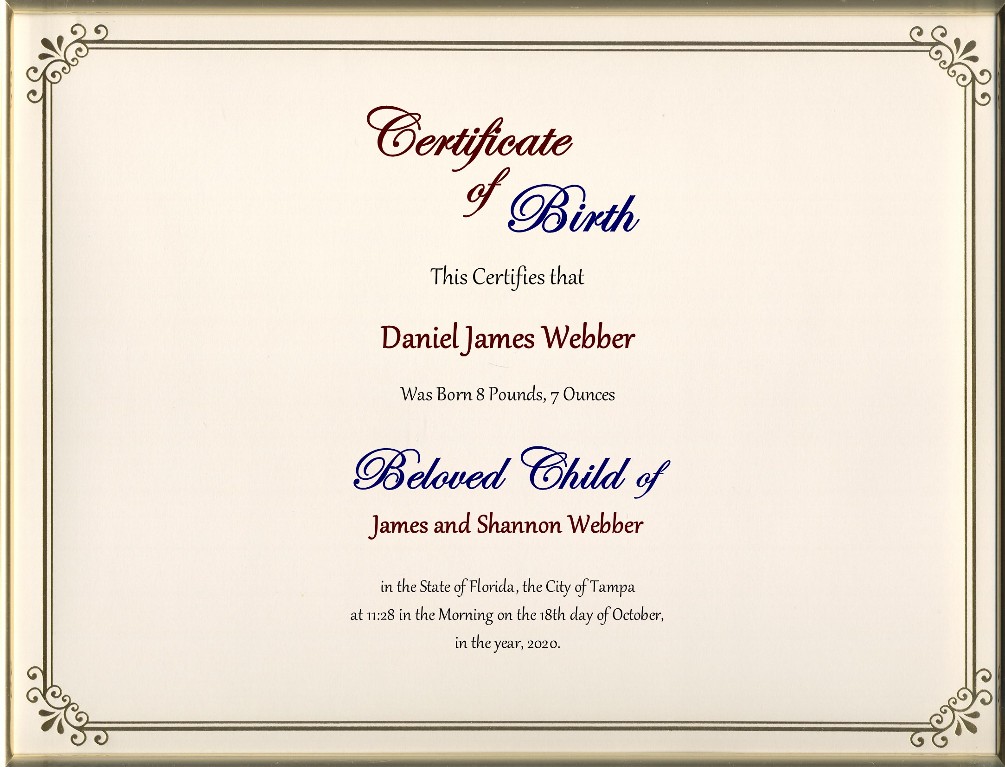 Certificate
of
Birth
This Certifies that
Daniel James Webber
Was Born 8 Pounds, 7 Ounces
Beloved Child of
James and Shannon Webber
in the State of Florida, the City of Tampa
at 11:28 in the Morning on the 18th day of October,
in the year, 2020.